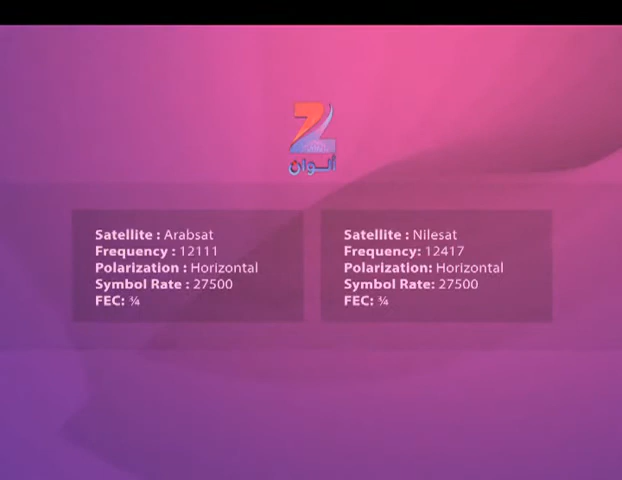 Z
ألوان
Satellite : Arabsat
Frequency : 12111
Polarization : Horizontal
Symbol Rate : 27500
FEC: ¾
Satellite : Nilesat
Frequency: 12417
Polarization: Horizontal
Symbol Rate: 27500
FEC: ¾